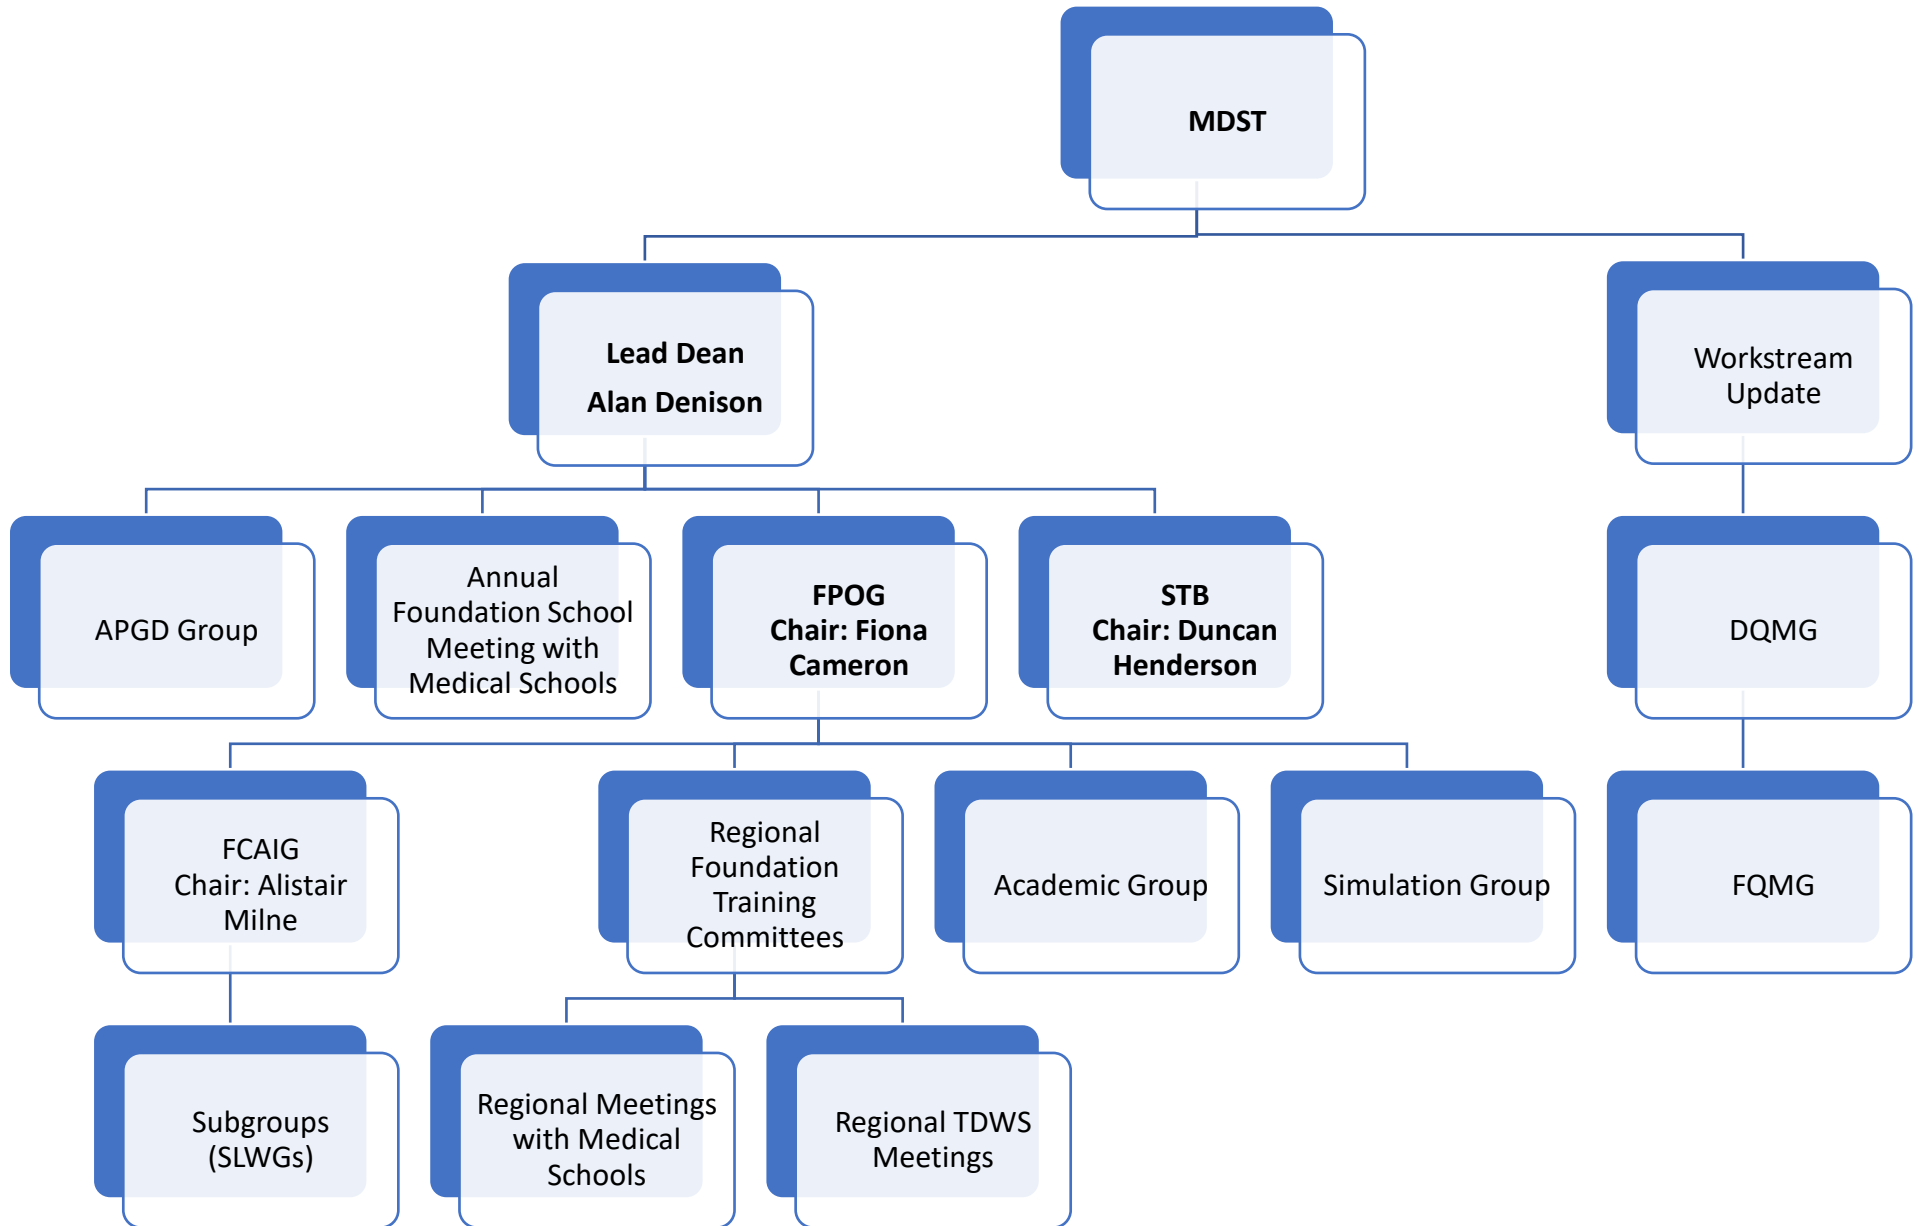 MDST
Lead Dean
Alan Denison
Workstream
Update
APGD Group
Annual
Foundation School
Meeting with
Medical Schools
FPOG
Chair: Fiona
Cameron
STB
Chair: Duncan
Henderson
DQMG
FCAIG
Chair: Alistair
Milne
Regional
Foundation
Training
Committees
Academic Group
Simulation Group
FQMG
Subgroups
(SLWGs)
Regional Meetings
with Medical
Schools
Regional TDWS
Meetings